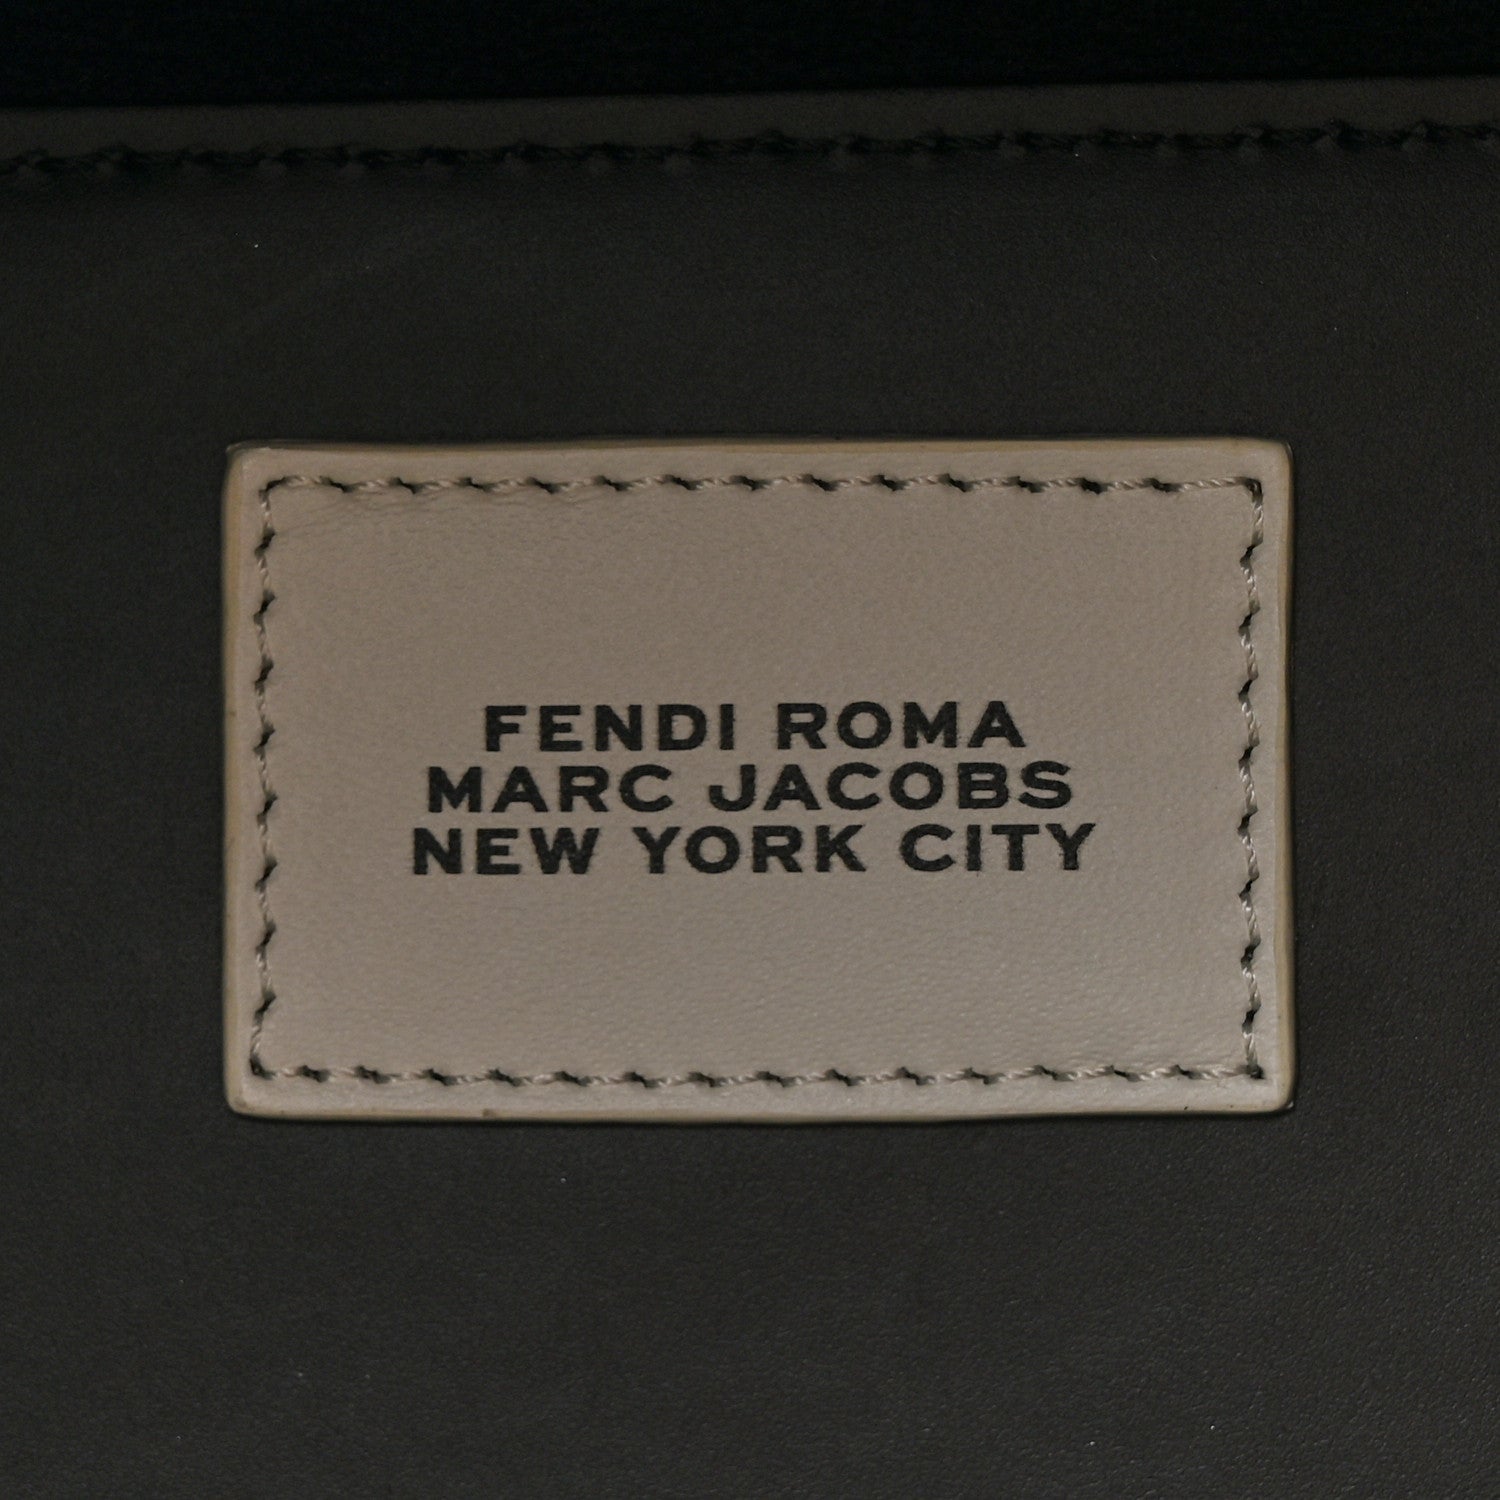 FENDI ROMA
MARC JACOBS
NEW YORK CITY